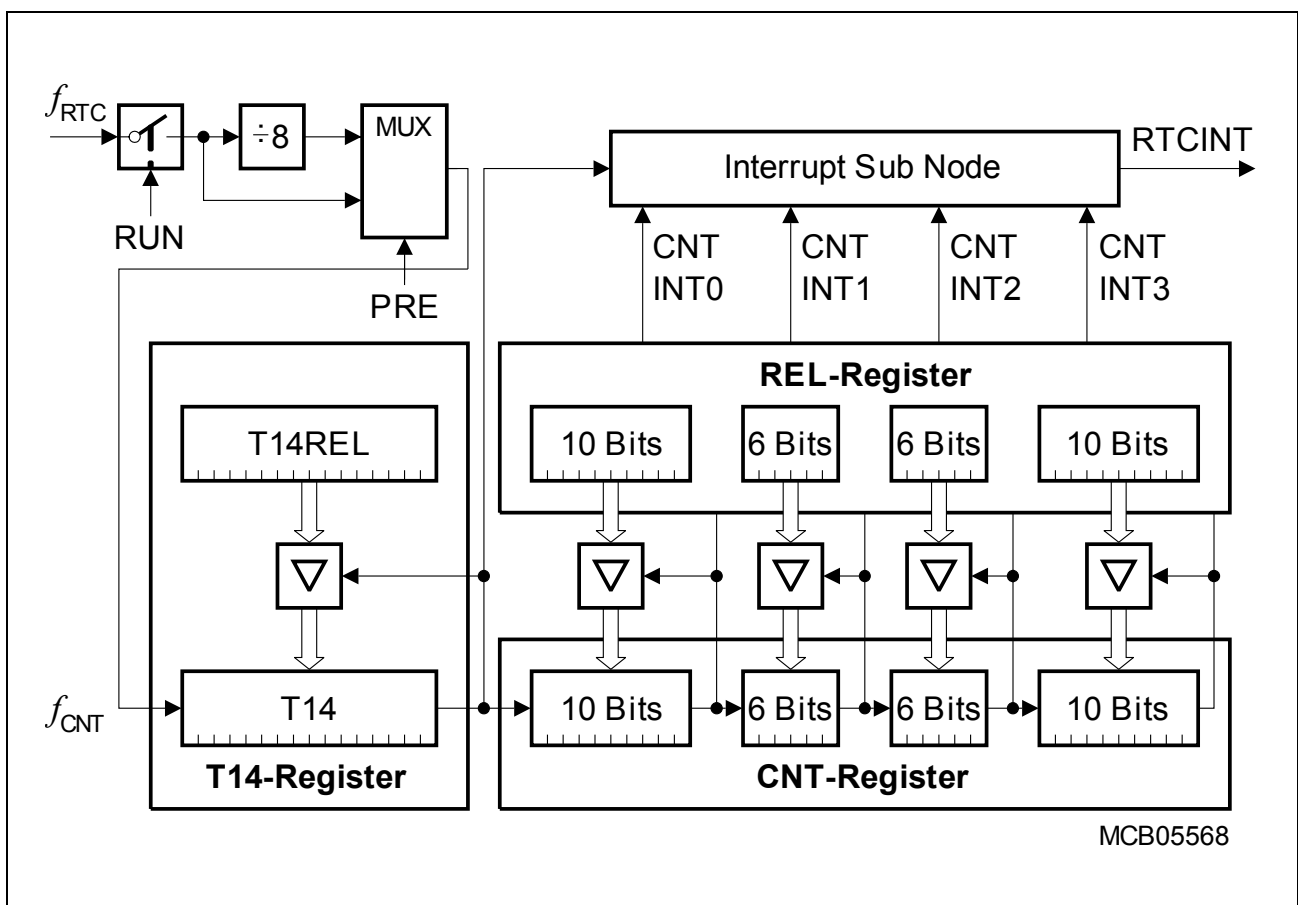 fRTC
÷8
MUX
RUN
PRE
Interrupt Sub Node
RTCINT
CNT
INT0
CNT
INT1
CNT
INT2
CNT
INT3
REL-Register
T14REL
10 Bits
6 Bits
6 Bits
10 Bits
fCNT
T14
10 Bits
6 Bits
6 Bits
10 Bits
T14-Register
CNT-Register
MCB05568